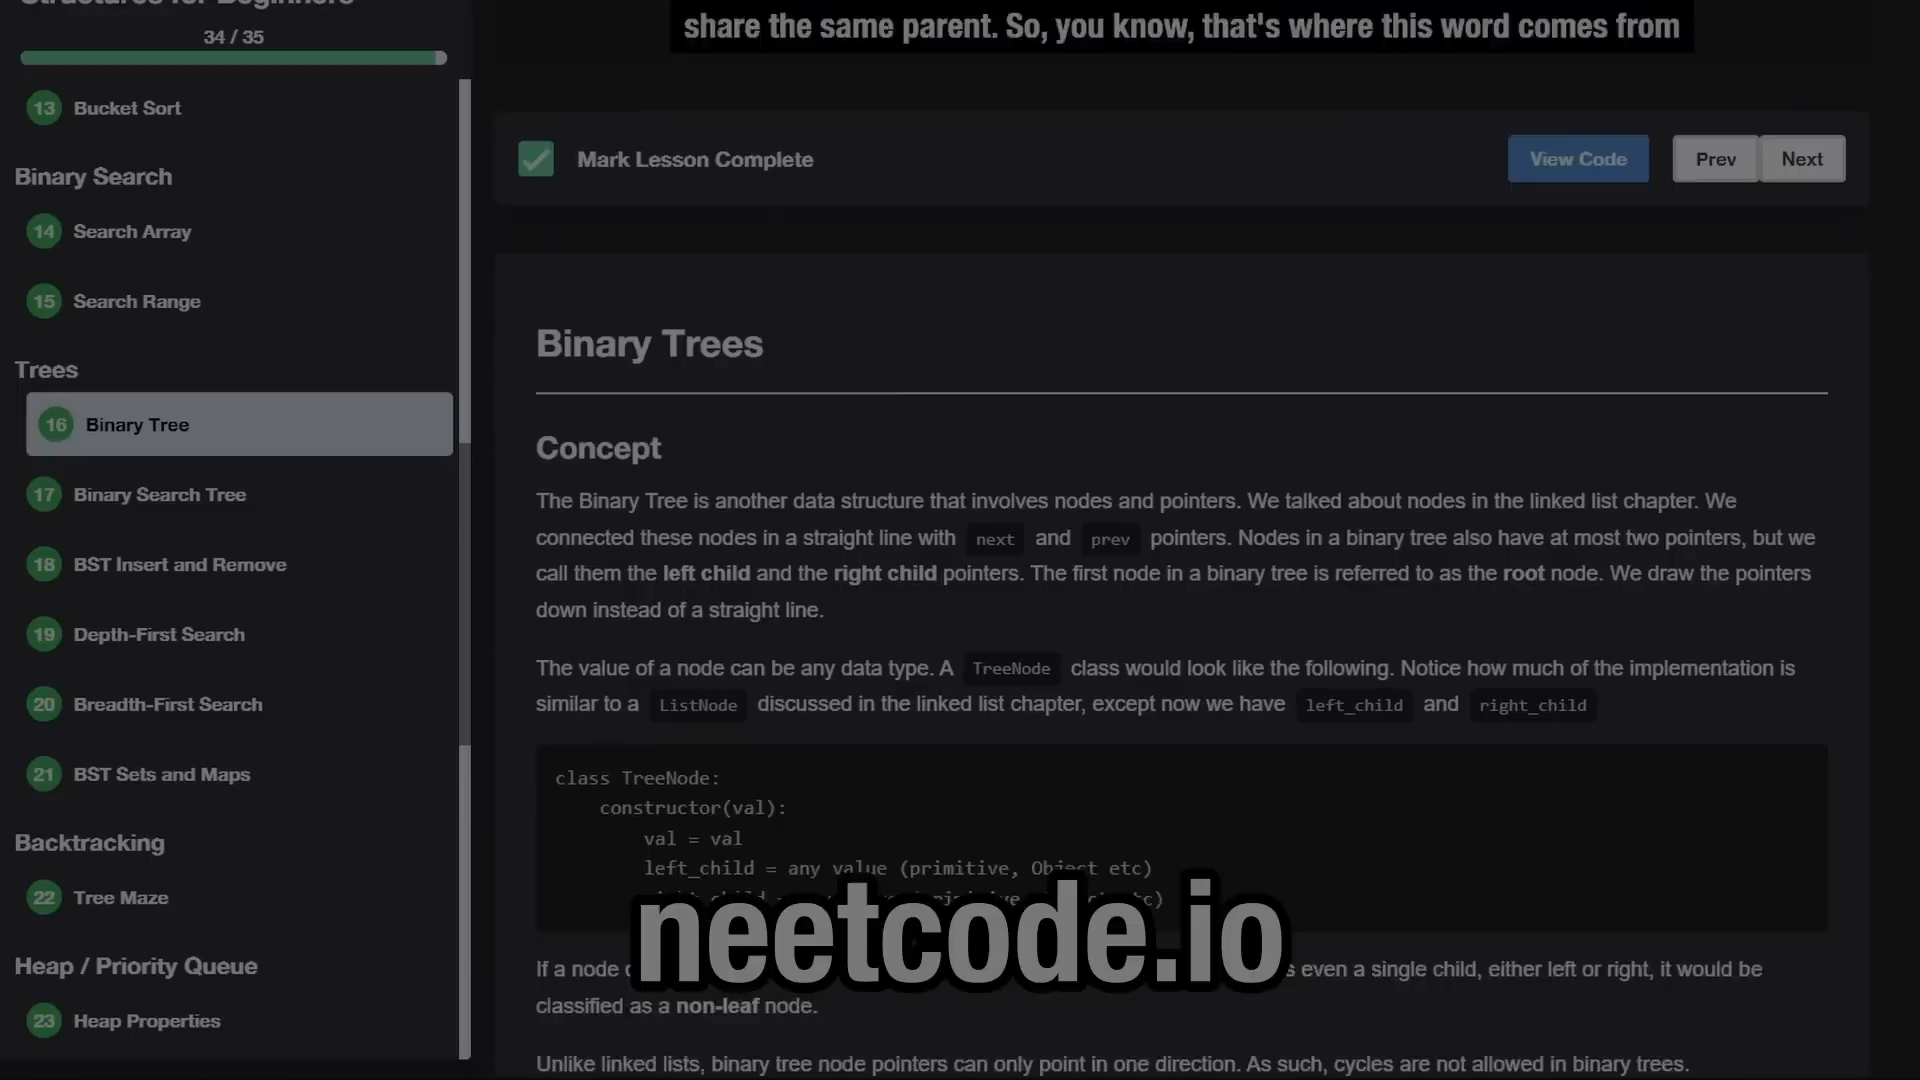 Structures for Beginners
34 / 35
13 Bucket Sort
Binary Search
14 Search Array
15 Search Range
Trees
16 Binary Tree
17 Binary Search Tree
18 BST Insert and Remove
19 Depth-First Search
20 Breadth-First Search
21 BST Sets and Maps
Backtracking
22 Tree Maze
Heap / Priority Queue
23 Heap Properties
share the same parent. So, you know, that's where this word comes from
Mark Lesson Complete
View Code
Prev
Next
Binary Trees
Concept
The Binary Tree is another data structure that involves nodes and pointers. We talked about nodes in the linked list chapter. We
connected these nodes in a straight line with next and prev pointers. Nodes in a binary tree also have at most two pointers, but we
call them the left child and the right child pointers. The first node in a binary tree is referred to as the root node. We draw the pointers
down instead of a straight line.
The value of a node can be any data type. A TreeNode class would look like the following. Notice how much of the implementation is
similar to a ListNode discussed in the linked list chapter, except now we have left_child and right_child
class TreeNode:
constructor(val):
val = val
left_child = any value (primitive, Object etc)
neetcode.io
If a node
even a single child, either left or right, it would be
classified as a non-leaf node.
Unlike linked lists, binary tree node pointers can only point in one direction. As such, cycles are not allowed in binary trees.